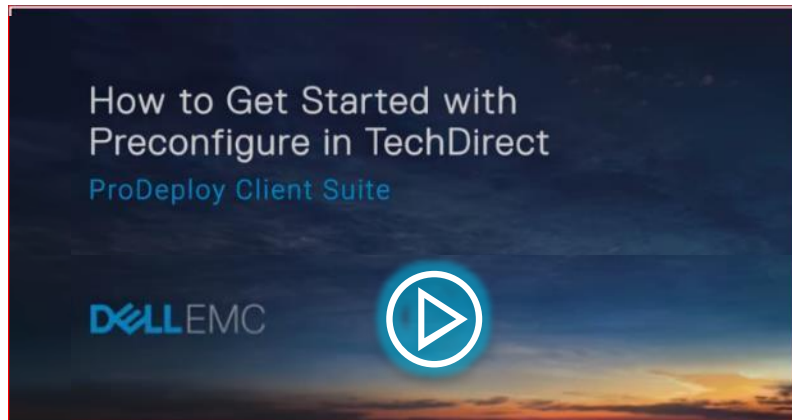 How to Get Started with
Preconfigure in TechDirect
ProDeploy Client Suite
DELLEMC